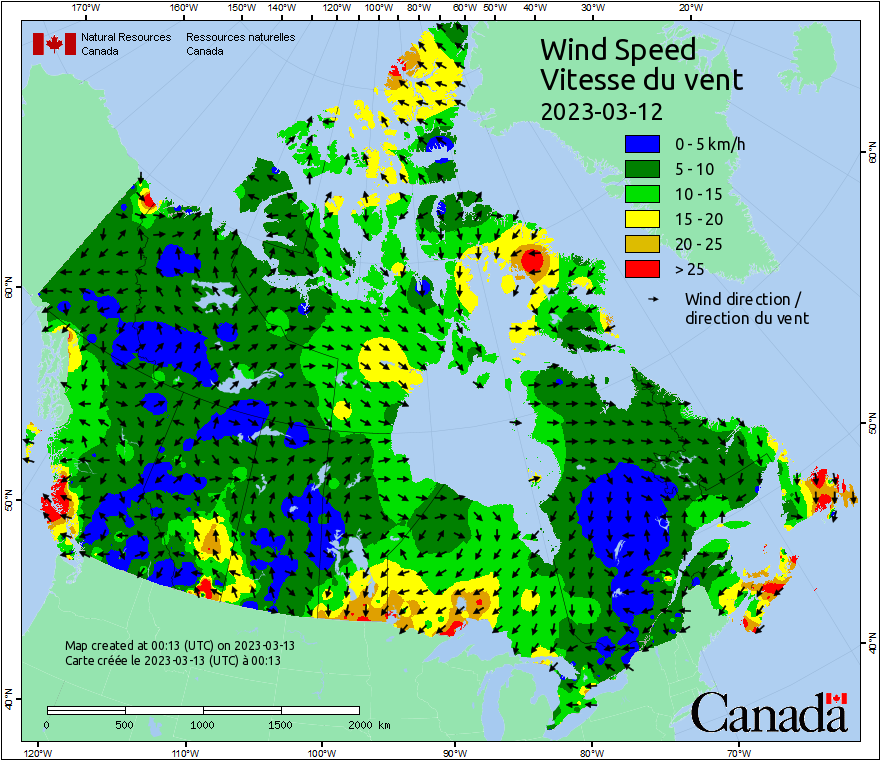 170°W 160°W 150°W 140°W 120°W 100°W 80°W 60°W 50°W 40°W 30°W 20°W
Natural Resources Canada
Ressources naturelles Canada
Wind Speed
Vitesse du vent
2023-03-12
0 - 5 km/h
5 - 10
10 - 15
15 - 20
20 - 25
> 25
Wind direction /
direction du vent
60°N
60°N
50°N
50°N
40°N
40°N
Map created at 00:13 (UTC) on 2023-03-13
Carte créée le 2023-03-13 (UTC) à 00:13
0 500 1000 1500 2000 km
Canada
120°W 110°W 100°W 90°W 80°W 70°W